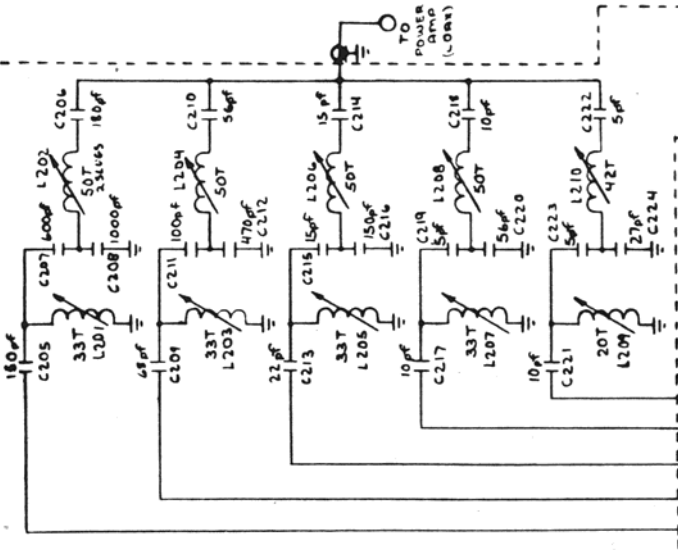 TO
POWER
AMP
(COAX)
C206
180pf
C210
56pf
15pf
C214
C218
10pf
C222
5pf
L202
50T
2 SLUGS
L204
50T
L206
50T
L208
50T
L210
42T
C207
600pf
C208
1000pf
C211
100pf
470pf
C212
C215
15pf
150pf
C216
C219
5pf
56pf
C220
C223
5pf
27pf
C224
33T
L201
33T
L203
33T
L205
33T
L207
20T
L209
180pf
C205
68pf
C209
22pf
C213
10pf
C217
10pf
C221